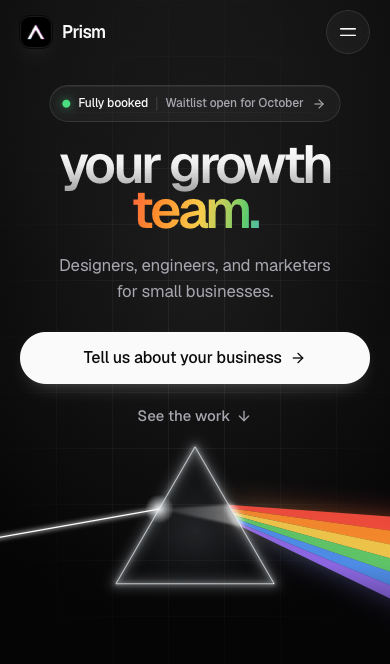 Prism
Fully booked Waitlist open for October →
your growth
team.
Designers, engineers, and marketers
for small businesses.
Tell us about your business →
See the work ↓